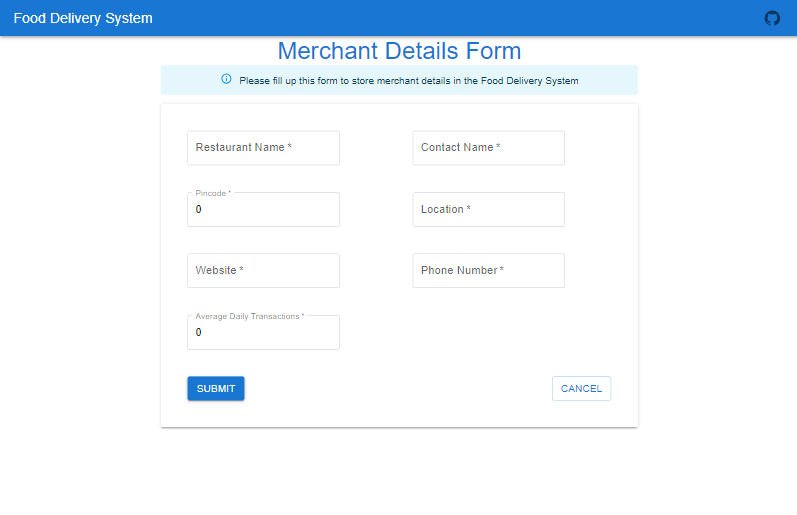 Food Delivery System
Merchant Details Form
Please fill up this form to store merchant details in the Food Delivery System
Restaurant Name *
Contact Name *
Pincode *
0
Location *
Website *
Phone Number *
Average Daily Transactions *
0
SUBMIT
CANCEL